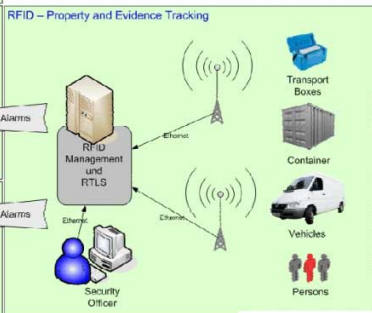 RFID – Property and Evidence Tracking
Transport
Boxes
Alarms
Ethernet
RFID
Management
und
RTLS
Container
Alarms
Ethernet
Ethernet
Vehicles
Security
Officer
Persons